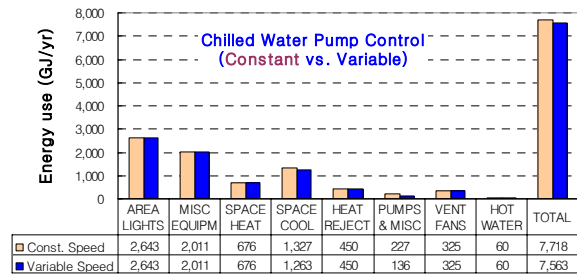 Chilled Water Pump Control
(Constant vs. Variable)
Energy use (GJ/yr)
8,000
7,000
6,000
5,000
4,000
3,000
2,000
1,000
0
AREA LIGHTS
MISC EQUIPM
SPACE HEAT
SPACE COOL
HEAT REJECT
PUMPS & MISC
VENT FANS
HOT WATER
TOTAL
Const. Speed 2,643 2,011 676 1,327 450 227 325 60 7,718
Variable Speed 2,643 2,011 676 1,263 450 136 325 60 7,563